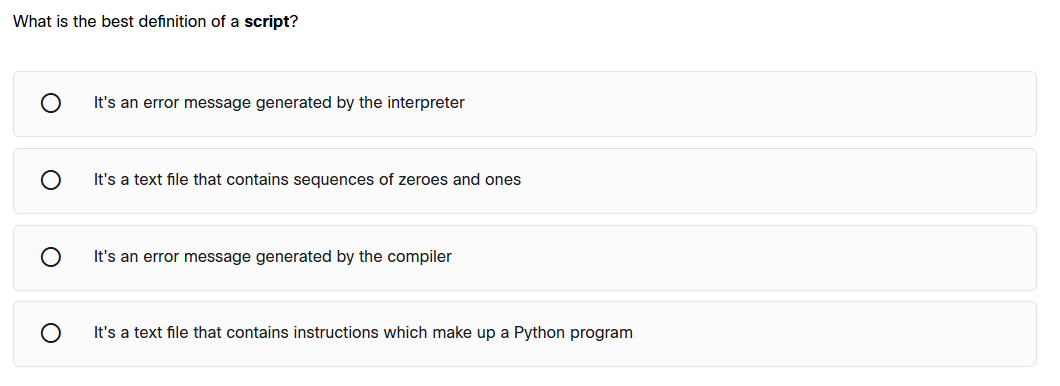 What is the best definition of a script?
It's an error message generated by the interpreter
It's a text file that contains sequences of zeroes and ones
It's an error message generated by the compiler
It's a text file that contains instructions which make up a Python program